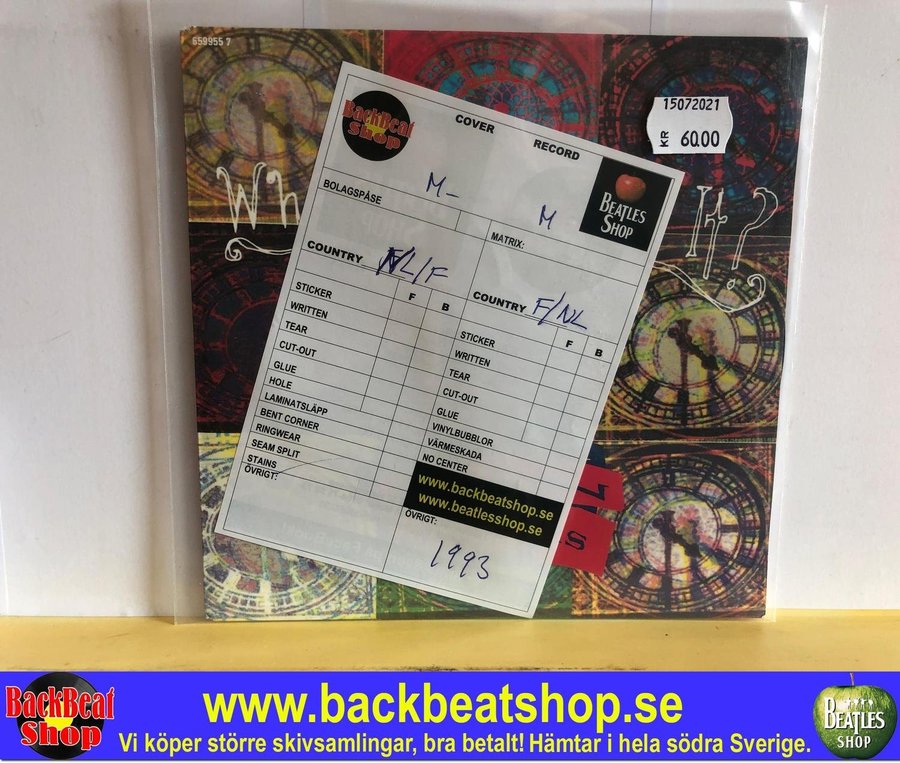 659955 7
15072021
KR 60.00
Wh
It?
BackBeat
Shop
COVER
RECORD
BEATLES
SHOP
M-
M
BOLAGSPÅSE
MATRIX:
COUNTRY NL/F
F B
STICKER
WRITTEN
TEAR
CUT-OUT
GLUE
HOLE
LAMINATSLÄPP
BENT CORNER
RINGWEAR
SEAM SPLIT
STAINS
ÖVRIGT:
COUNTRY F/NL
F B
STICKER
WRITTEN
TEAR
CUT-OUT
GLUE
VINYLBUBBLOR
VÄRMESKADA
NO CENTER
www.backbeatshop.se
www.beatlesshop.se
ÖVRIGT:
1993
S
BackBeat
Shop
www.backbeatshop.se
Vi köper större skivsamlingar, bra betalt! Hämtar i hela södra Sverige.
BEATLES
SHOP